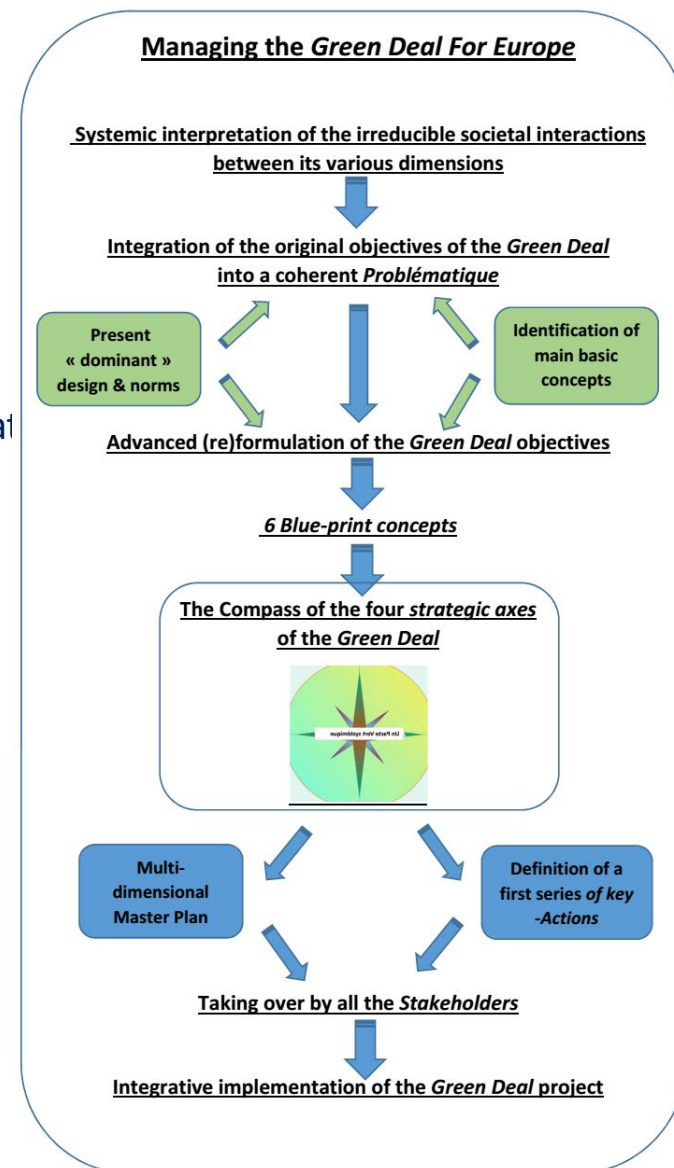 Managing the Green Deal For Europe
Systemic interpretation of the irreducible societal interactions
between its various dimensions
Integration of the original objectives of the Green Deal
into a coherent Problématique
Present
« dominant »
design & norms
Identification of
main basic
concepts
at
Advanced (re)formulation of the Green Deal objectives
6 Blue-print concepts
The Compass of the four strategic axes
of the Green Deal
Un Pacte Vert systémique
Multi-
dimensional
Master Plan
Definition of a
first series of key
-Actions
Taking over by all the Stakeholders
Integrative implementation of the Green Deal project